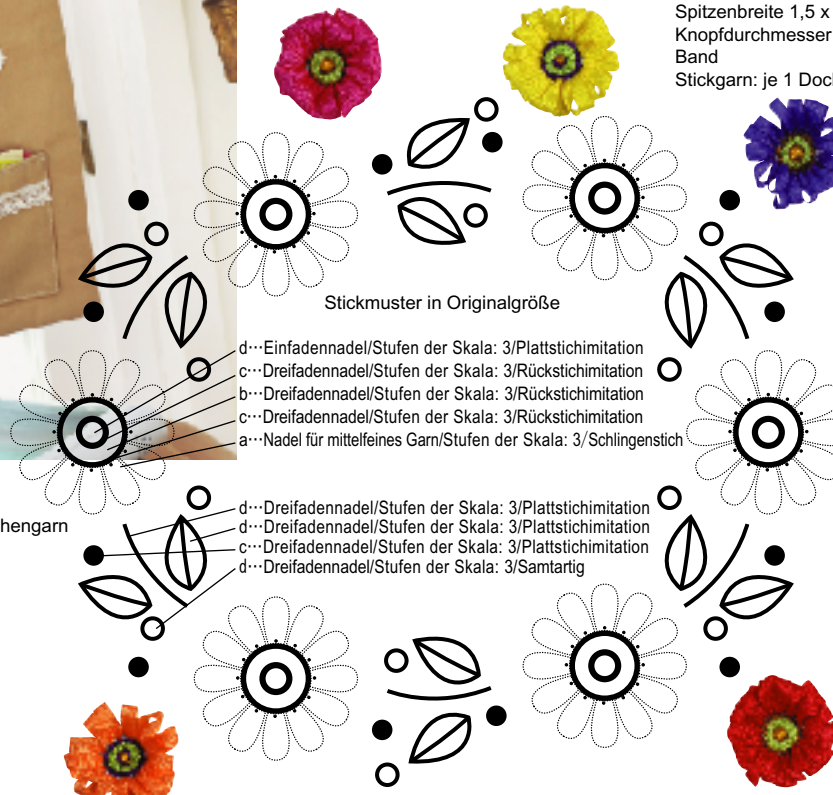 Spitzenbreite 1,5 x
Knopfdurchmesser
Band
Stickgarn: je 1 Dock
Stickmuster in Originalgröße
d···Einfadennadel/Stufen der Skala: 3/Plattstichimitation
c···Dreifadennadel/Stufen der Skala: 3/Rückstichimitation
b···Dreifadennadel/Stufen der Skala: 3/Rückstichimitation
c···Dreifadennadel/Stufen der Skala: 3/Rückstichimitation
a···Nadel für mittelfeines Garn/Stufen der Skala: 3/Schlingenstich
hengarn
d···Dreifadennadel/Stufen der Skala: 3/Plattstichimitation
d···Dreifadennadel/Stufen der Skala: 3/Plattstichimitation
c···Dreifadennadel/Stufen der Skala: 3/Plattstichimitation
d···Dreifadennadel/Stufen der Skala: 3/Samtartig